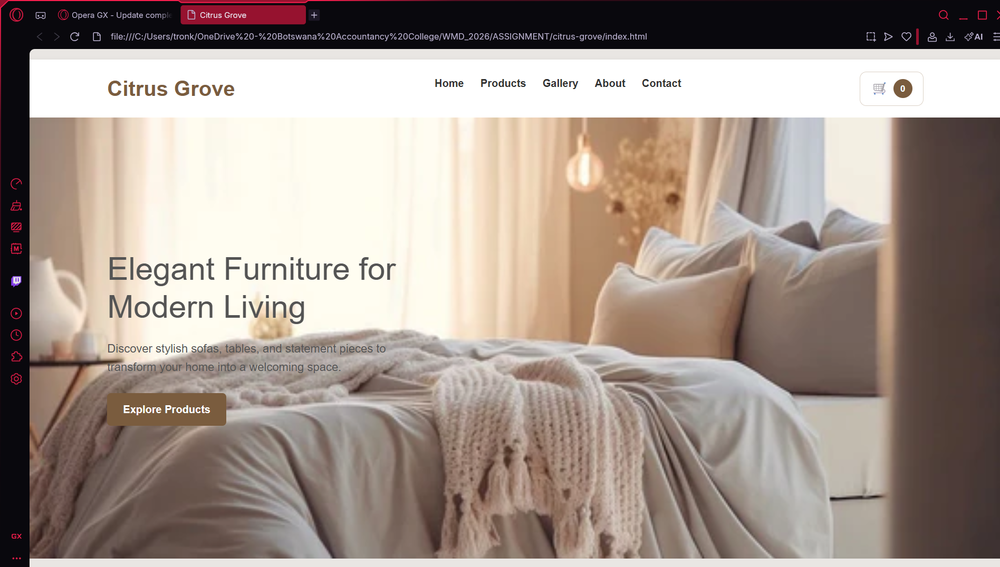 Opera GX - Update comple
Citrus Grove
file:///C:/Users/tronk/OneDrive%20-%20Botswana%20Accountancy%20College/WMD_2026/ASSIGNMENT/citrus-grove/index.html
AI
Citrus Grove
Home Products Gallery About Contact
0
M
Elegant Furniture for
Modern Living
Discover stylish sofas, tables, and statement pieces to
transform your home into a welcoming space.
Explore Products
GX